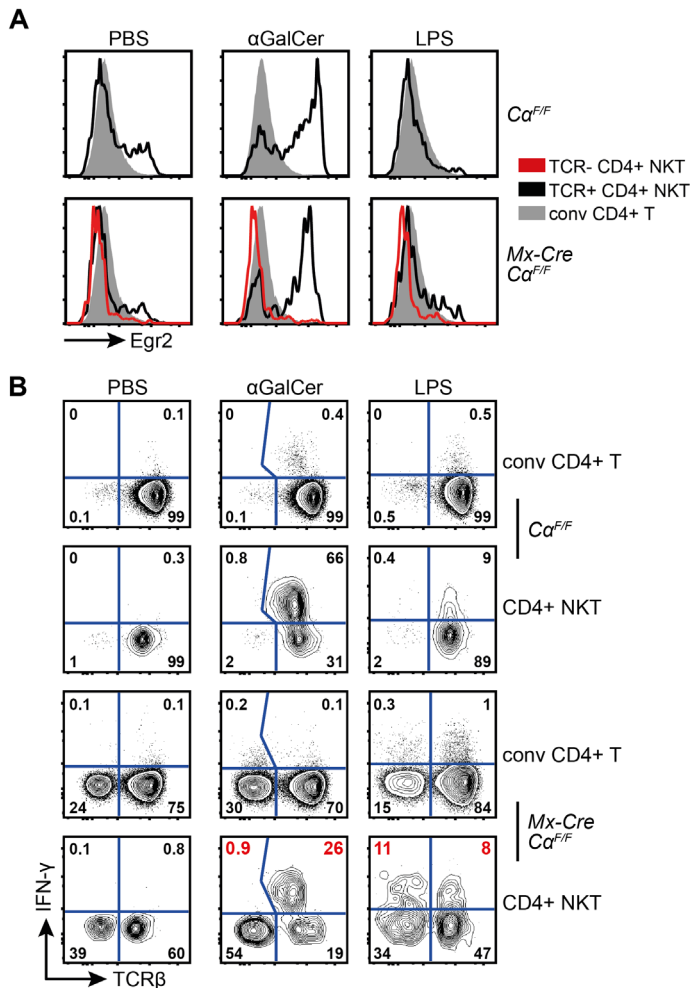 A
PBS αGalCer LPS
Cα^F/F
TCR- CD4+ NKT
TCR+ CD4+ NKT
conv CD4+ T
Mx-Cre
Cα^F/F
Egr2
B
PBS αGalCer LPS
0 0.1 0 0.4 0 0.5
conv CD4+ T
0.1 99 0.1 99 0.5 99
Cα^F/F
0 0.3 0.8 66 0.4 9
CD4+ NKT
1 99 2 31 2 89
0.1 0.1 0.2 0.1 0.3 1
conv CD4+ T
24 75 30 70 15 84
Mx-Cre
Cα^F/F
0.1 0.8 0.9 26 11 8
CD4+ NKT
39 60 54 19 34 47
IFN-γ
TCRβ